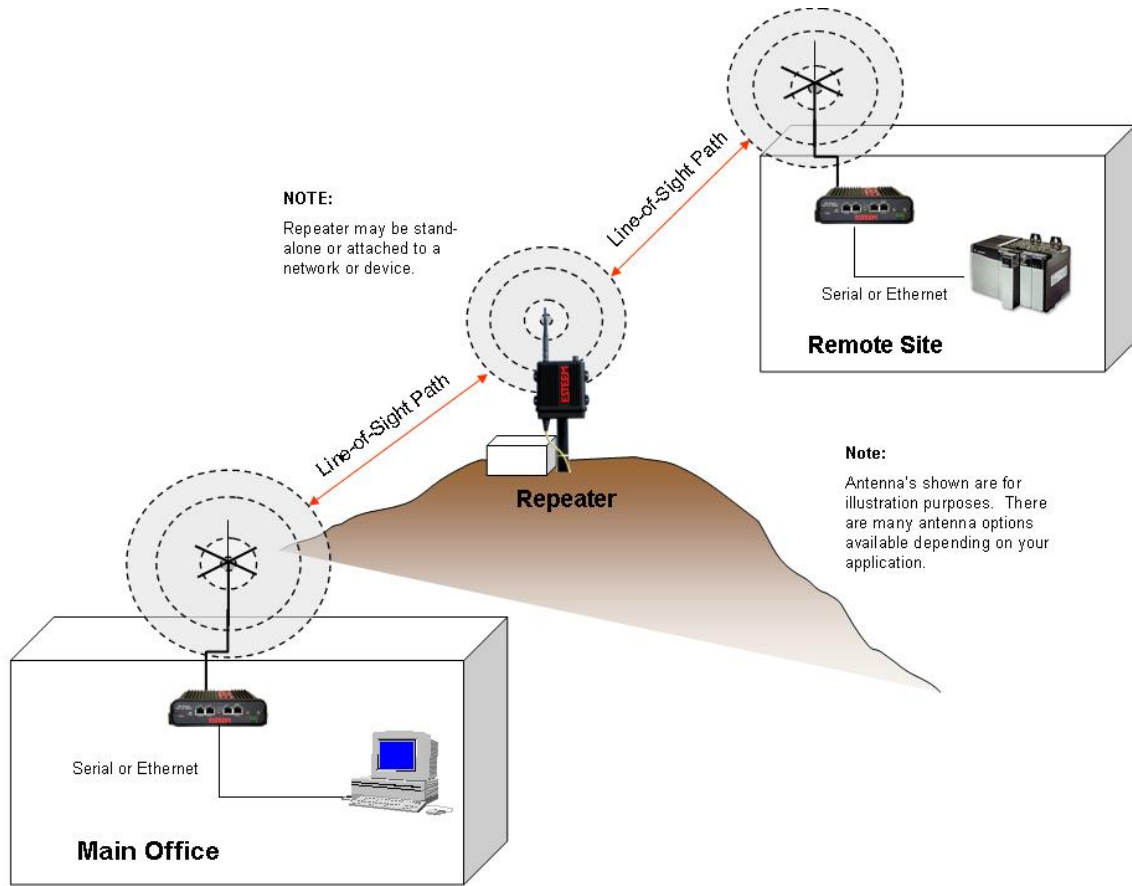 Line-of-Sight Path
NOTE:
Repeater may be stand-
alone or attached to a
network or device.
ESTEEM
Serial or Ethernet
Remote Site
Line-of-Sight Path
ESTEEM
Repeater
Note:
Antenna's shown are for
illustration purposes. There
are many antenna options
available depending on your
application.
ESTEEM
Serial or Ethernet
Main Office